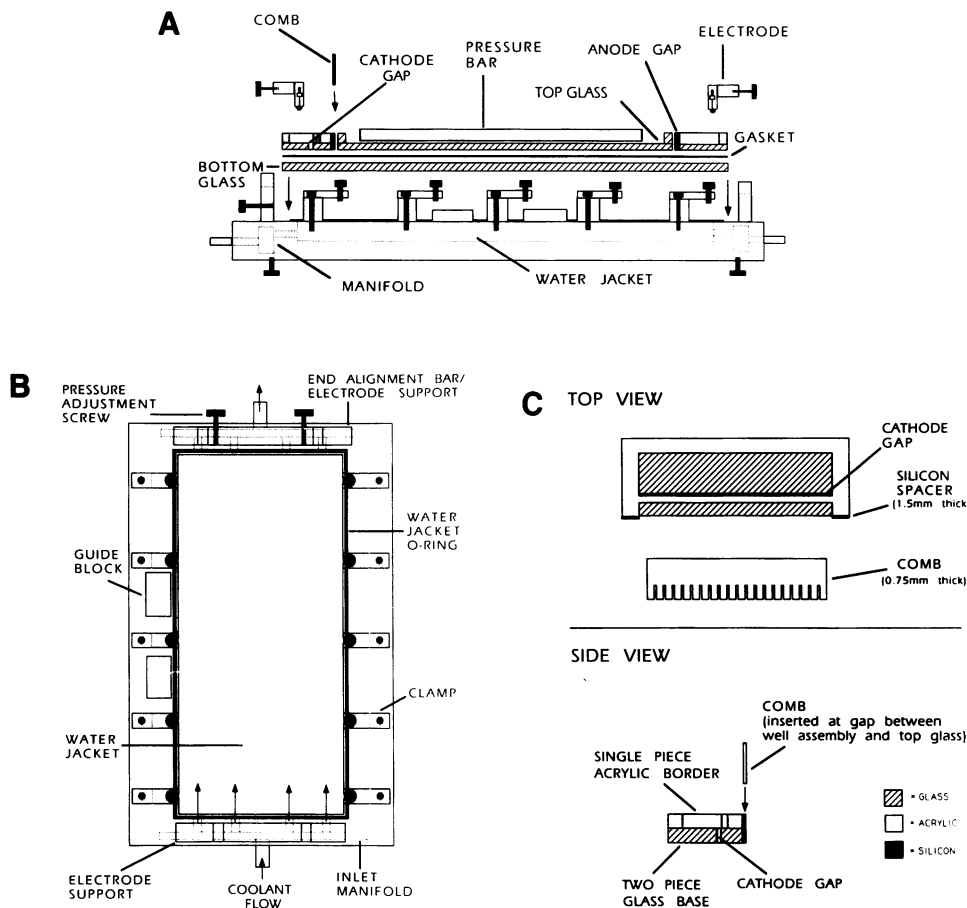 A
COMB
CATHODE
GAP
PRESSURE
BAR
ANODE GAP
ELECTRODE
TOP GLASS
GASKET
BOTTOM
GLASS
MANIFOLD
WATER JACKET
B
PRESSURE
ADJUSTMENT
SCREW
END ALIGNMENT BAR/
ELECTRODE SUPPORT
WATER
JACKET
O-RING
GUIDE
BLOCK
CLAMP
WATER
JACKET
ELECTRODE
SUPPORT
COOLANT
FLOW
INLET
MANIFOLD
C
TOP VIEW
CATHODE
GAP
SILICON
SPACER
(1.5mm thick
COMB
(0.75mm thick)
SIDE VIEW
COMB
(inserted at gap between
well assembly and top glass)
SINGLE PIECE
ACRYLIC BORDER
= GLASS
= ACRYLIC
= SILICON
TWO PIECE
GLASS BASE
CATHODE GAP